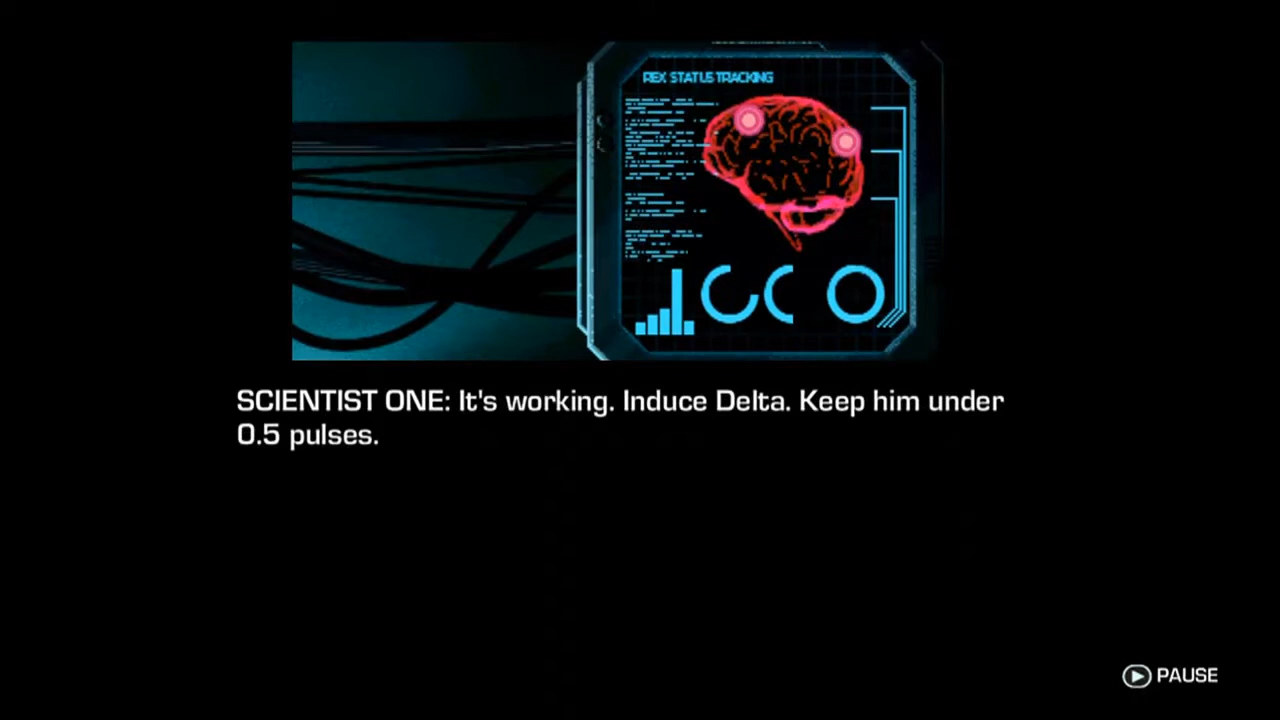 REX STATUS TRACKING
SCIENTIST ONE: It's working. Induce Delta. Keep him under
0.5 pulses.
PAUSE